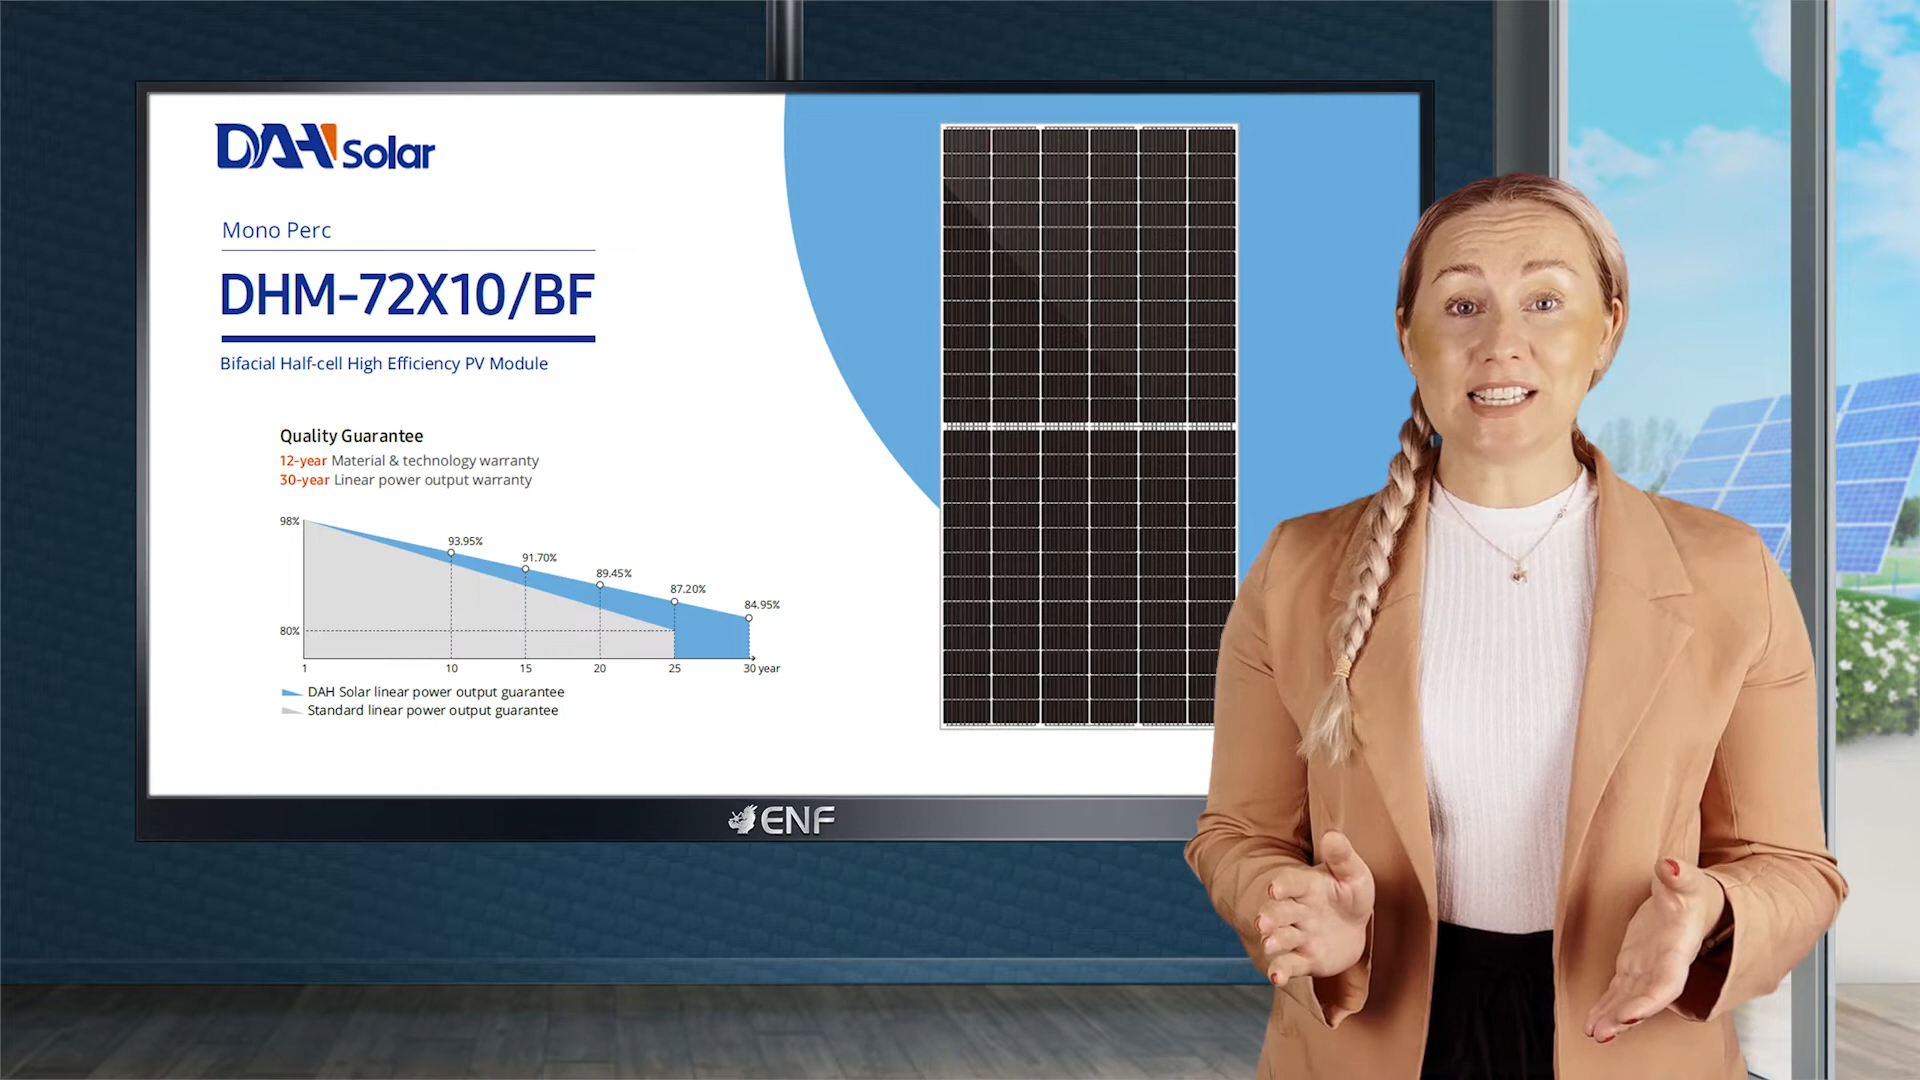 DAH Solar
Mono Perc
DHM-72X10/BF
Bifacial Half-cell High Efficiency PV Module
Quality Guarantee
12-year Material & technology warranty
30-year Linear power output warranty
98%
93.95%
91.70%
89.45%
87.20%
84.95%
80%
1 10 15 20 25 30 year
DAH Solar linear power output guarantee
Standard linear power output guarantee
ENF